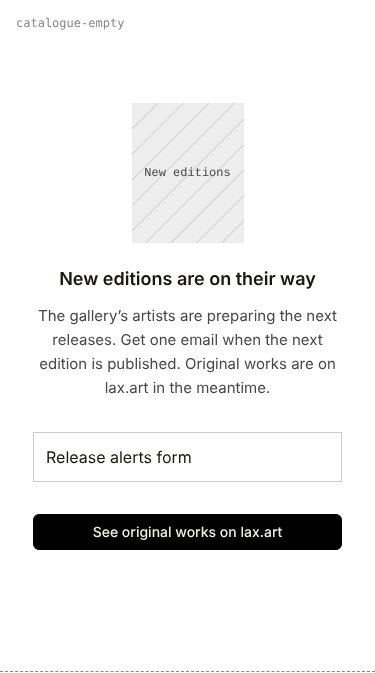 catalogue-empty
New editions
New editions are on their way
The gallery’s artists are preparing the next
releases. Get one email when the next
edition is published. Original works are on
lax.art in the meantime.
Release alerts form
See original works on lax.art